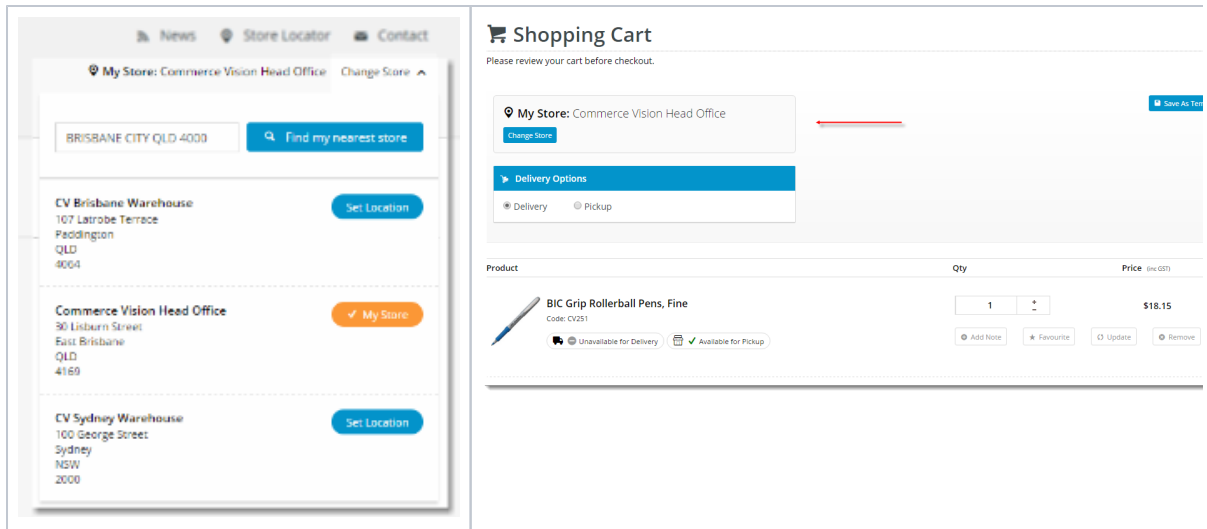 News Store Locator Contact
My Store: Commerce Vision Head Office Change Store
BRISBANE CITY QLD 4000 Find my nearest store
CV Brisbane Warehouse
107 Latrobe Terrace
Paddington
QLD
4064
Set Location
Commerce Vision Head Office
30 Lisburn Street
East Brisbane
QLD
4169
My Store
CV Sydney Warehouse
100 George Street
Sydney
NSW
2000
Set Location
Shopping Cart
Please review your cart before checkout.
My Store: Commerce Vision Head Office
Change Store
Save As Tem
Delivery Options
Delivery Pickup
Product Qty Price (inc GST)
BIC Grip Rollerball Pens, Fine
Code: CV251
Unavailable for Delivery Available for Pickup
1 + − $18.15
Add Note Favourite Update Remove